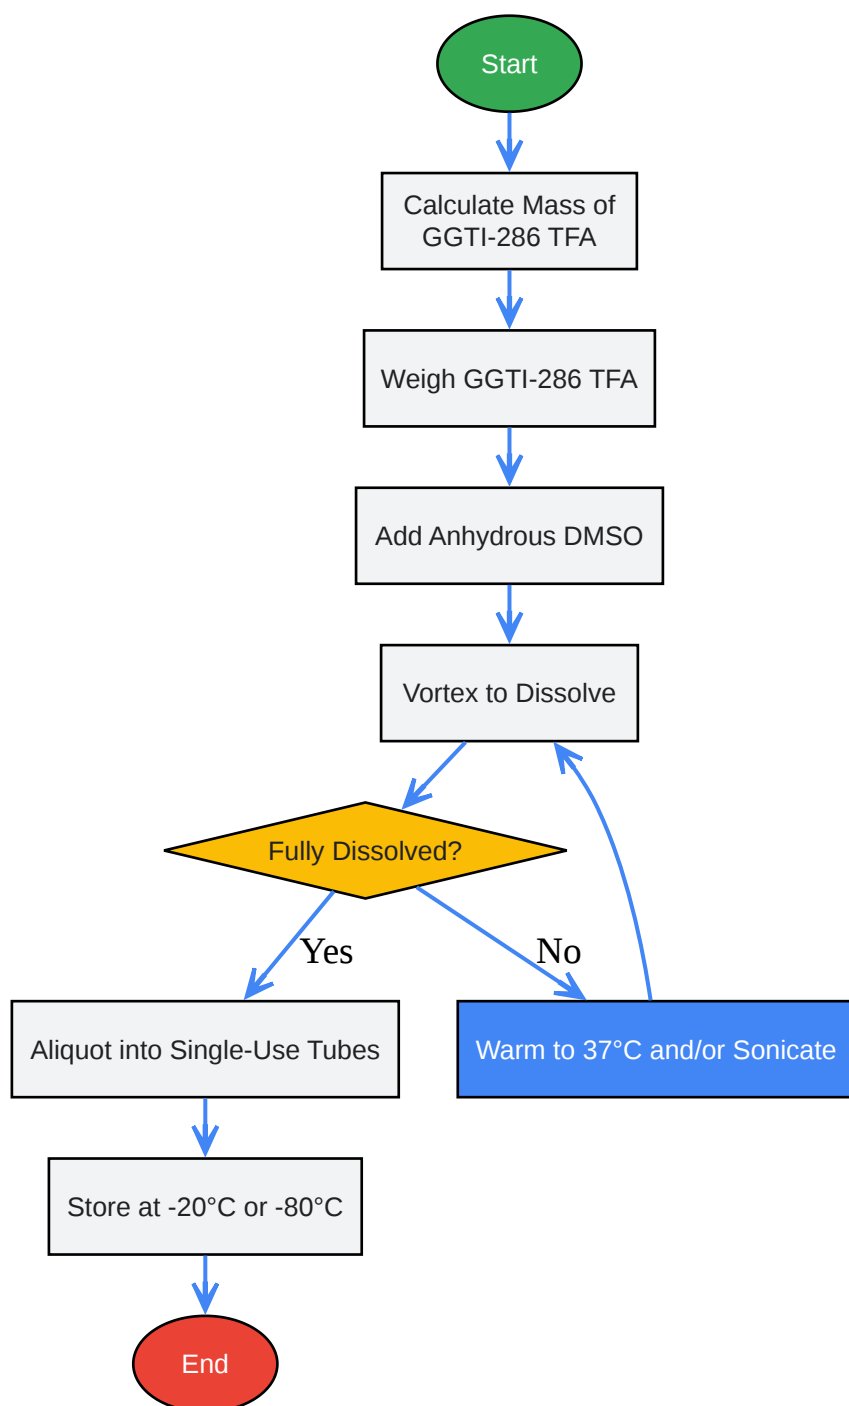 Start
Calculate Mass of
GGTI-286 TFA
Weigh GGTI-286 TFA
Add Anhydrous DMSO
Vortex to Dissolve
Fully Dissolved?
Yes
No
Aliquot into Single-Use Tubes
Warm to 37°C and/or Sonicate
Store at -20°C or -80°C
End